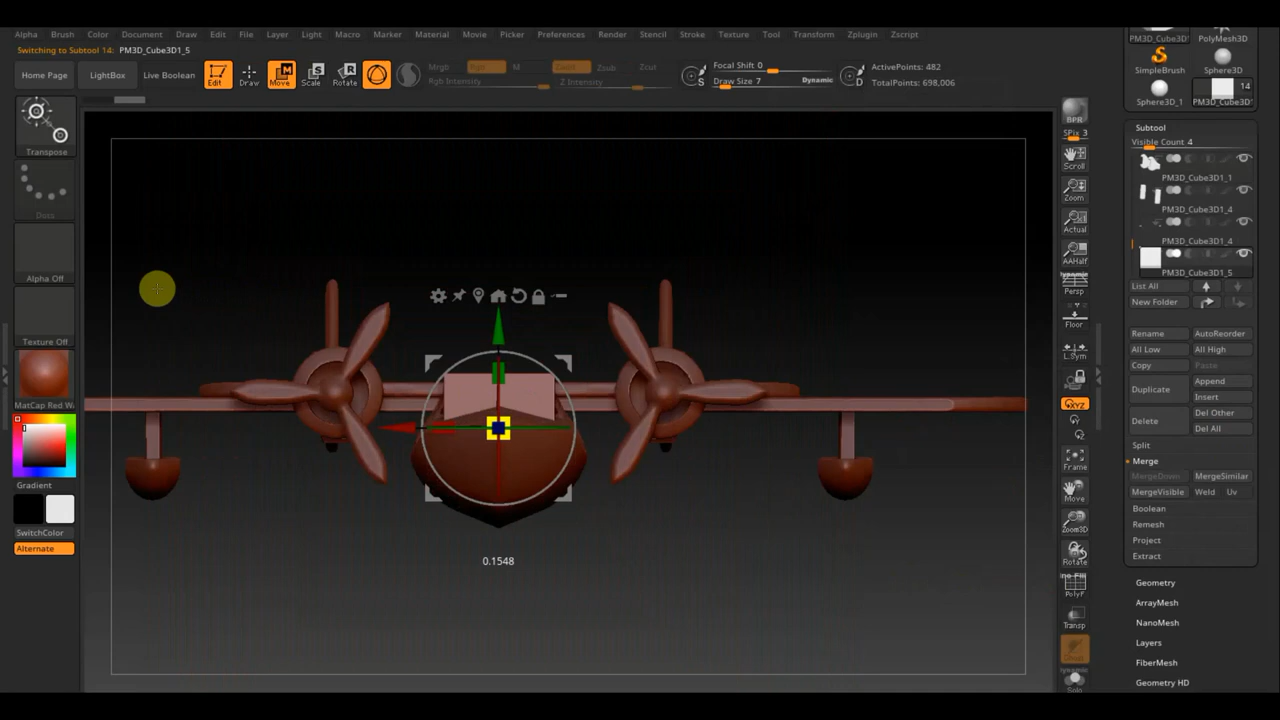 Alpha Brush Color Document Draw Edit File Layer Light Macro Marker Material Movie Picker Preferences Render Stencil Stroke Texture Tool Transform Zplugin Zscript
Switching to Subtool 14: PM3D_Cube3D1_5
Home Page LightBox Live Boolean Edit Draw Move Scale Rotate
Mrgb Rgb M Zsub Zcut
Rgb Intensity Z Intensity
Focal Shift 0
Draw Size 7 Dynamic
ActivePoints: 482
TotalPoints: 698,006
Transpose
Dots
Alpha Off
Texture Off
MatCap Red Wa
Gradient
SwitchColor
Alternate
0.1548
BPR
SPix 3
Scroll
Zoom
Actual
AAHalf
dynamic
Persp
Floor
L.Sym
XYZ
Frame
Move
Zoom3D
Rotate
PolyF
Transp
dynamic
Solo
PM3D_Cube3D1 PolyMesh3D
SimpleBrush Sphere3D
14
Sphere3D_1 PM3D_Cube3D1
Subtool
Visible Count 4
PM3D_Cube3D1_1
PM3D_Cube3D1_4
PM3D_Cube3D1_4
PM3D_Cube3D1_5
List All
New Folder
Rename AutoReorder
All Low All High
Copy Paste
Duplicate Append
Insert
Delete Del Other
Del All
Split
Merge
MergeDown MergeSimilar
MergeVisible Weld Uv
Boolean
Remesh
Project
Extract
Geometry
ArrayMesh
NanoMesh
Layers
FiberMesh
Geometry HD